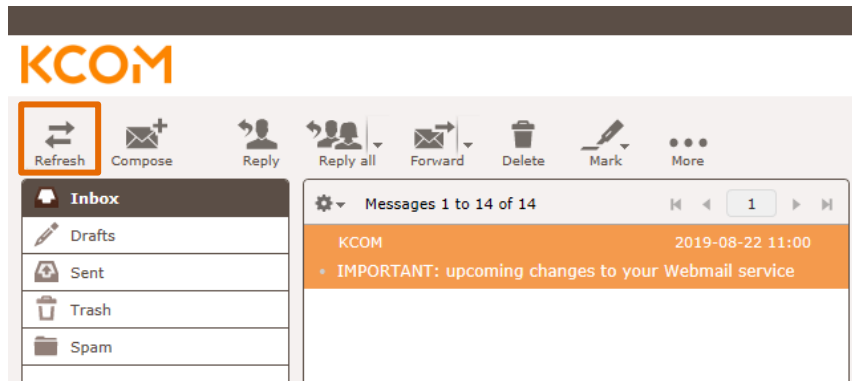 KCOM
Refresh Compose Reply Reply all Forward Delete Mark More
Inbox
Messages 1 to 14 of 14 1
Drafts
KCOM 2019-08-22 11:00
Sent
IMPORTANT: upcoming changes to your Webmail service
Trash
Spam